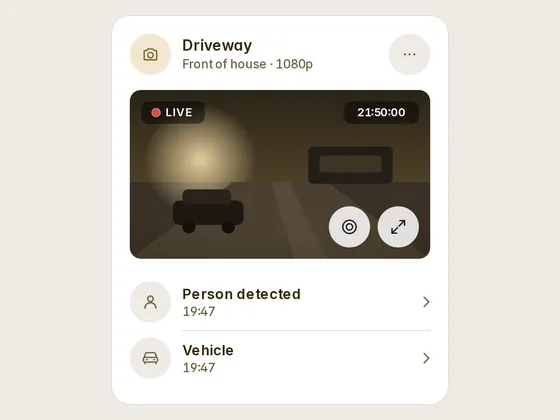 Driveway
Front of house · 1080p
LIVE
21:50:00
Person detected
19:47
Vehicle
19:47